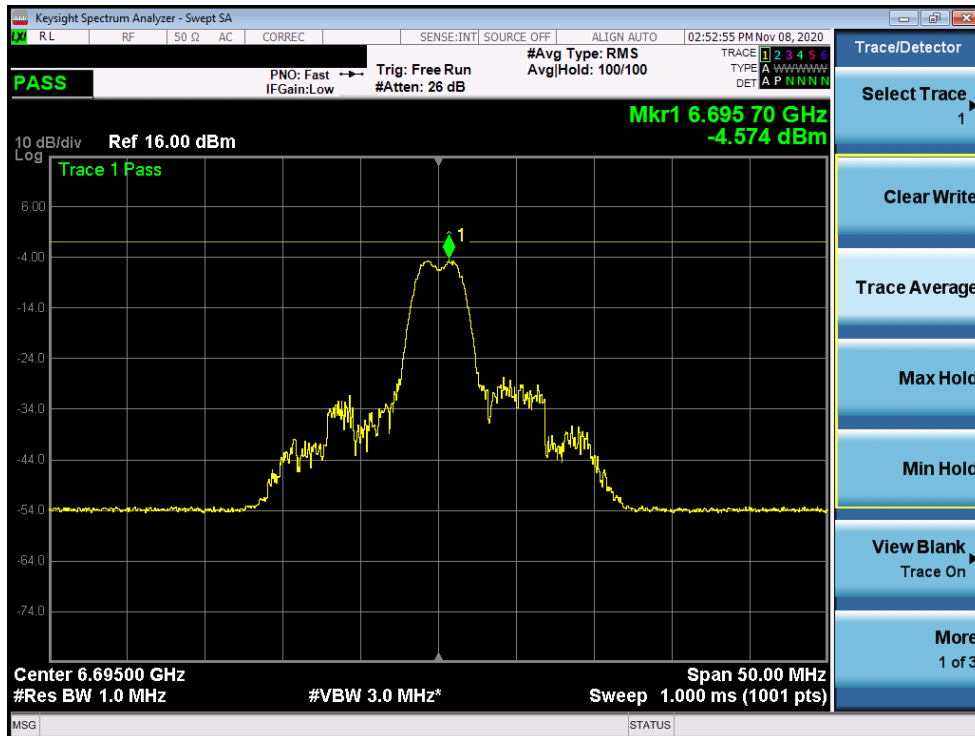 Keysight Spectrum Analyzer - Swept SA
LXI RL RF 50 Ω AC CORREC SENSE:INT SOURCE OFF ALIGN AUTO 02:52:55 PM Nov 08, 2020
PASS
PNO: Fast
IFGain:Low
Trig: Free Run
#Atten: 26 dB
#Avg Type: RMS
Avg|Hold: 100/100
TRACE 1 2 3 4 5 6
TYPE A WWWWW
DET A P N N N N
Mkr1 6.695 70 GHz
-4.574 dBm
10 dB/div Ref 16.00 dBm
Log
Trace 1 Pass
1
6.00
-4.00
-14.0
-24.0
-34.0
-44.0
-54.0
-64.0
-74.0
Center 6.69500 GHz Span 50.00 MHz
#Res BW 1.0 MHz #VBW 3.0 MHz* Sweep 1.000 ms (1001 pts)
MSG STATUS
Trace/Detector
Select Trace
1
Clear Write
Trace Average
Max Hold
Min Hold
View Blank
Trace On
More
1 of 3